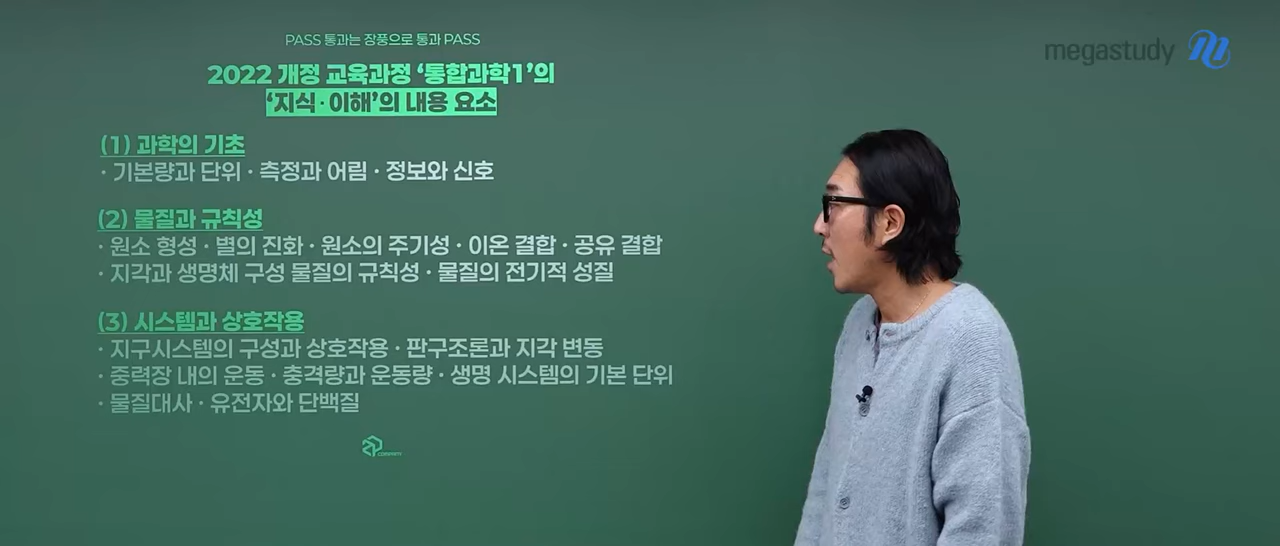 PASS 통과는 장풍으로 통과 PASS
megastudy
2022 개정 교육과정 ‘통합과학1’의
‘지식·이해’의 내용 요소
(1) 과학의 기초
· 기본량과 단위 · 측정과 어림 · 정보와 신호
(2) 물질과 규칙성
· 원소 형성 · 별의 진화 · 원소의 주기성 · 이온 결합 · 공유 결합
· 지각과 생명체 구성 물질의 규칙성 · 물질의 전기적 성질
(3) 시스템과 상호작용
· 지구시스템의 구성과 상호작용 · 판구조론과 지각 변동
· 중력장 내의 운동 · 충격량과 운동량 · 생명 시스템의 기본 단위
· 물질대사 · 유전자와 단백질